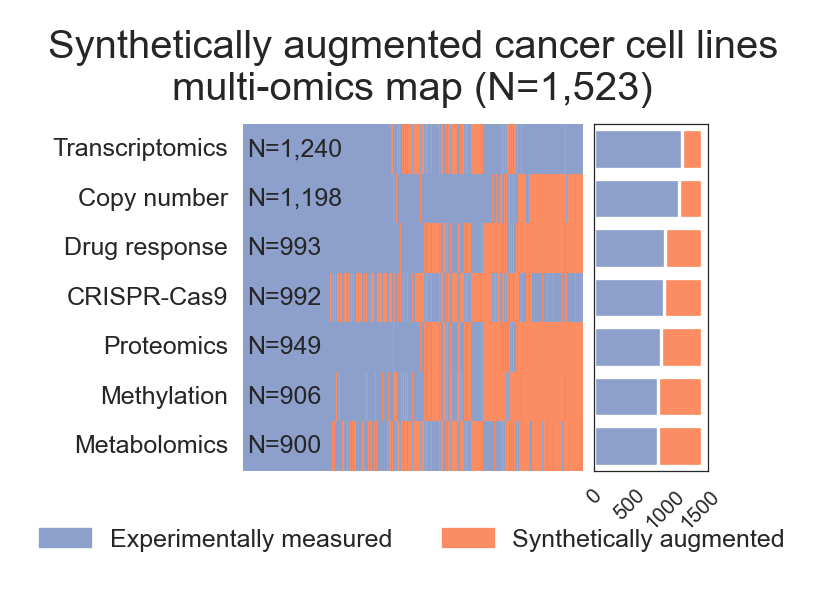 Synthetically augmented cancer cell lines
multi-omics map (N=1,523)
Transcriptomics N=1,240
Copy number N=1,198
Drug response N=993
CRISPR-Cas9 N=992
Proteomics N=949
Methylation N=906
Metabolomics N=900
0 500 1000 1500
Experimentally measured Synthetically augmented